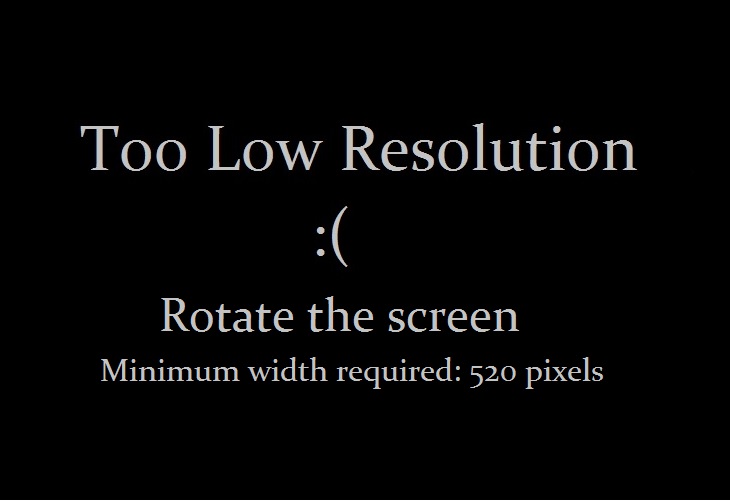 Too Low Resolution
:(
Rotate the screen
Minimum width required: 520 pixels